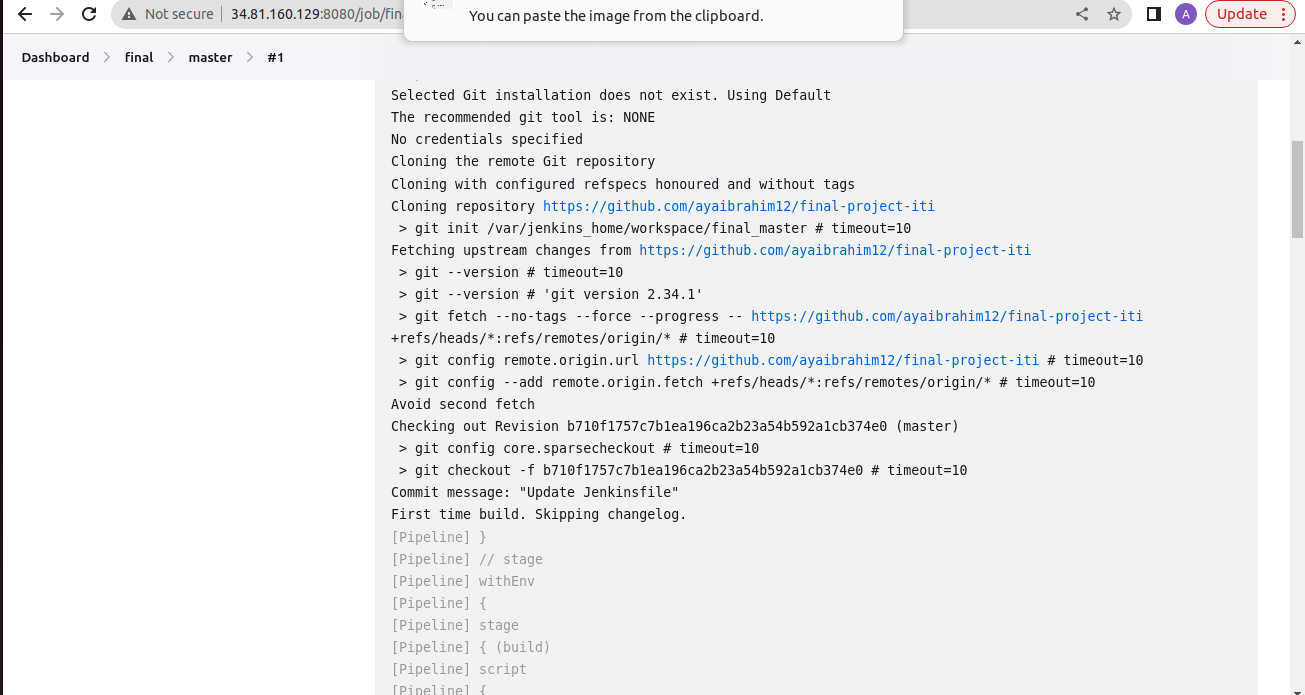 You can paste the image from the clipboard.
Not secure | 34.81.160.129:8080/job/fin
A
Update
Dashboard > final > master > #1
Selected Git installation does not exist. Using Default
The recommended git tool is: NONE
No credentials specified
Cloning the remote Git repository
Cloning with configured refspecs honoured and without tags
Cloning repository https://github.com/ayaibrahim12/final-project-iti
> git init /var/jenkins_home/workspace/final_master # timeout=10
Fetching upstream changes from https://github.com/ayaibrahim12/final-project-iti
> git --version # timeout=10
> git --version # 'git version 2.34.1'
> git fetch --no-tags --force --progress -- https://github.com/ayaibrahim12/final-project-iti
+refs/heads/*:refs/remotes/origin/* # timeout=10
> git config remote.origin.url https://github.com/ayaibrahim12/final-project-iti # timeout=10
> git config --add remote.origin.fetch +refs/heads/*:refs/remotes/origin/* # timeout=10
Avoid second fetch
Checking out Revision b710f1757c7b1ea196ca2b23a54b592a1cb374e0 (master)
> git config core.sparsecheckout # timeout=10
> git checkout -f b710f1757c7b1ea196ca2b23a54b592a1cb374e0 # timeout=10
Commit message: "Update Jenkinsfile"
First time build. Skipping changelog.
[Pipeline] }
[Pipeline] // stage
[Pipeline] withEnv
[Pipeline] {
[Pipeline] stage
[Pipeline] { (build)
[Pipeline] script
[Pipeline] {